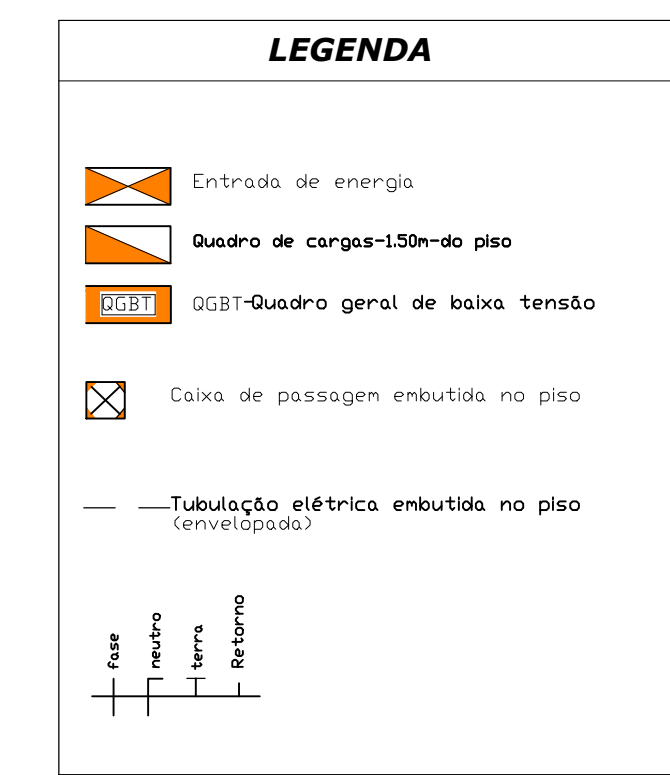 LEGENDA
Entrada de energia
Quadro de cargas-1.50m-do piso
QGBT
QGBT-Quadro geral de baixa tensão
Caixa de passagem embutida no piso
Tubulação elétrica embutida no piso
(envelopada)
fase
neutro
terra
Retorno